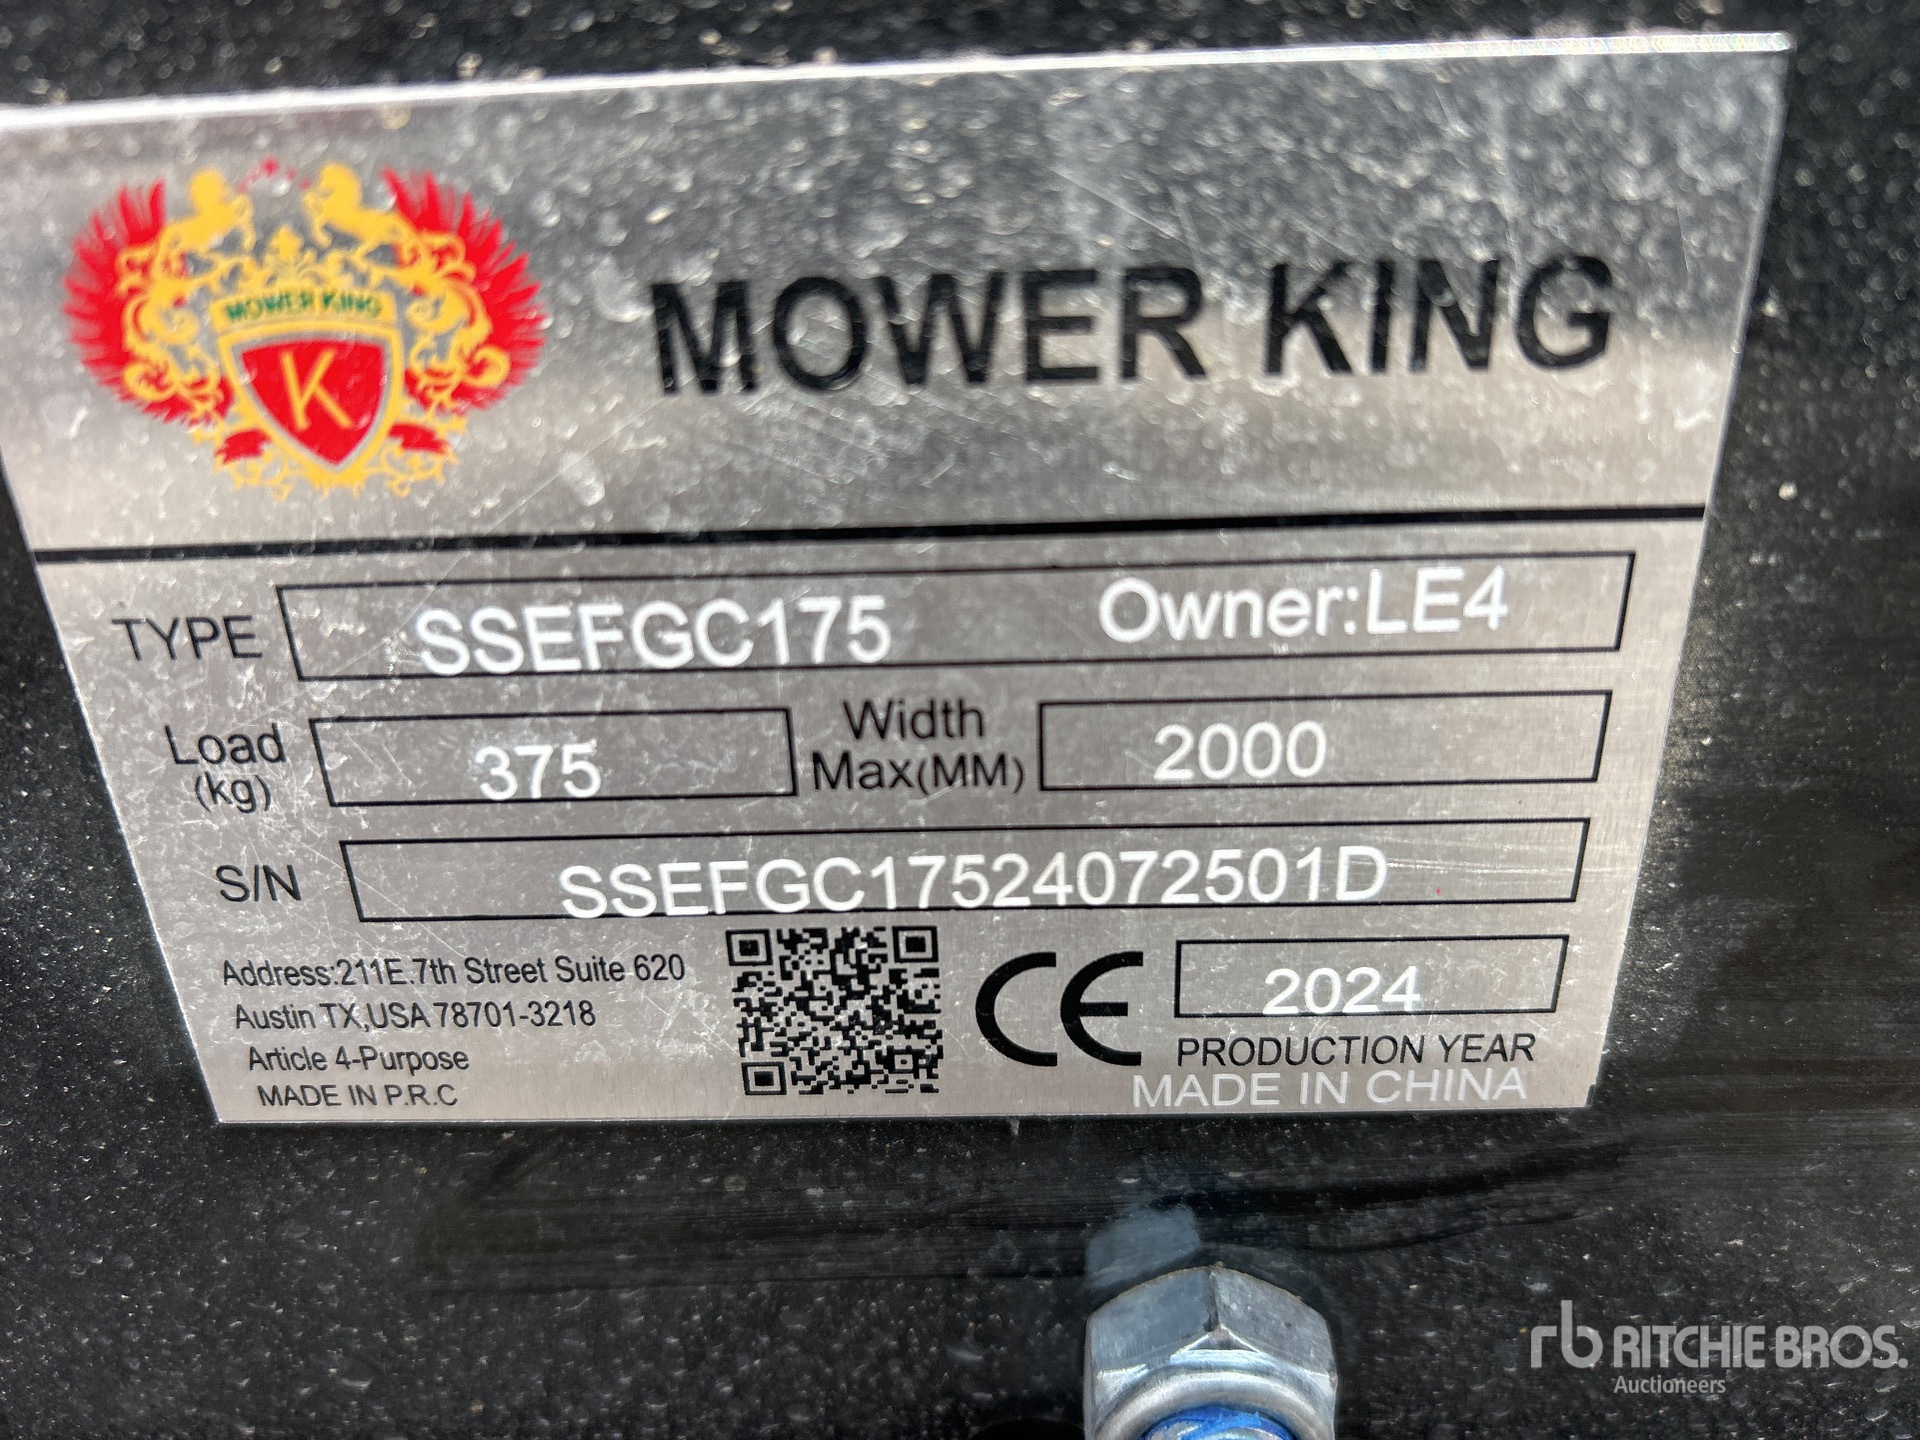 MOWER KING
K
MOWER KING
TYPE SSEFGC175 Owner:LE4
Load (kg) 375 Width Max(MM) 2000
S/N SSEFGC17524072501D
Address:211E.7th Street Suite 620
Austin TX,USA 78701-3218
Article 4-Purpose
MADE IN P.R.C
CE
2024
PRODUCTION YEAR
MADE IN CHINA
rb RITCHIE BROS.
Auctioneers